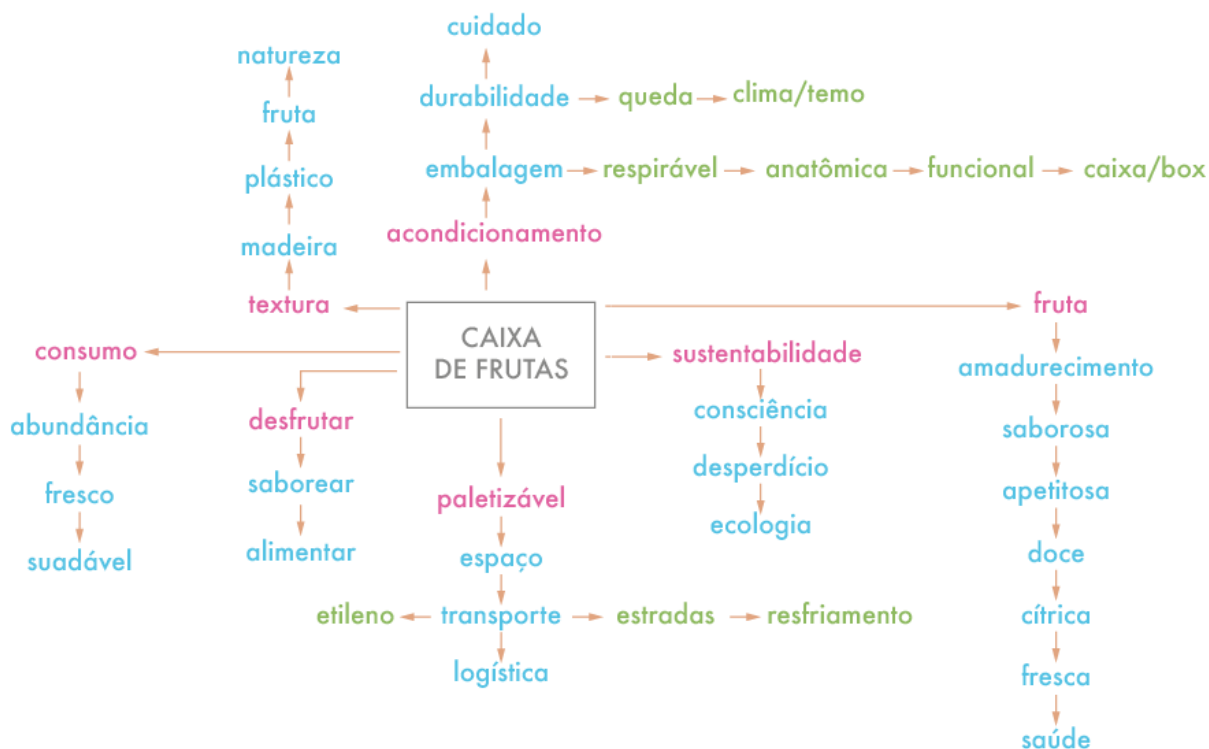 cuidado
natureza
durabilidade
queda
clima/temo
fruta
embalagem
respirável
anatômica
funcional
caixa/box
plástico
acondicionamento
madeira
textura
CAIXA
DE FRUTAS
fruta
consumo
sustentabilidade
amadurecimento
abundância
desfrutar
consciência
saborosa
fresco
saborear
paletizável
desperdício
apetitosa
suadável
alimentar
espaço
ecologia
doce
etileno
transporte
estradas
resfriamento
cítrica
logística
fresca
saúde